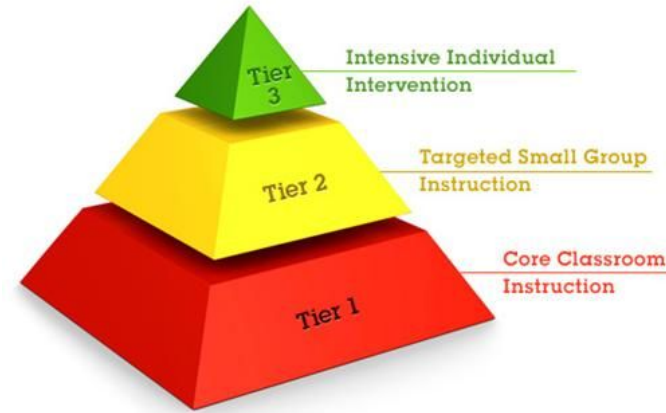 Tier
3
Intensive Individual
Intervention
Tier 2
Targeted Small Group
Instruction
Tier 1
Core Classroom
Instruction